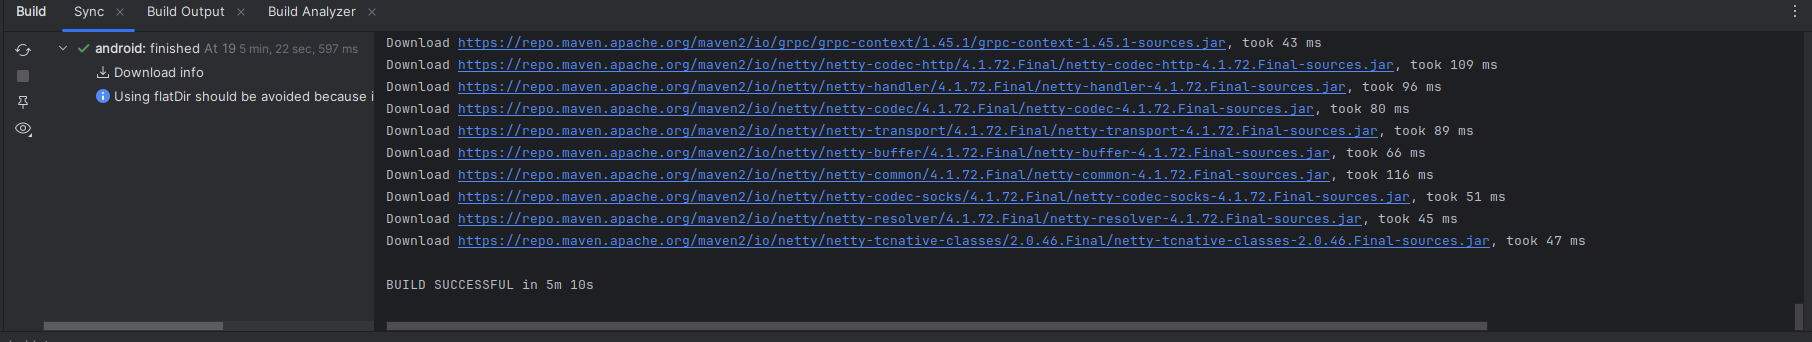 Build Sync × Build Output × Build Analyzer ×
android: finished At 19 5 min, 22 sec, 597 ms
Download info
Using flatDir should be avoided because i
Download https://repo.maven.apache.org/maven2/io/grpc/grpc-context/1.45.1/grpc-context-1.45.1-sources.jar, took 43 ms
Download https://repo.maven.apache.org/maven2/io/netty/netty-codec-http/4.1.72.Final/netty-codec-http-4.1.72.Final-sources.jar, took 109 ms
Download https://repo.maven.apache.org/maven2/io/netty/netty-handler/4.1.72.Final/netty-handler-4.1.72.Final-sources.jar, took 96 ms
Download https://repo.maven.apache.org/maven2/io/netty/netty-codec/4.1.72.Final/netty-codec-4.1.72.Final-sources.jar, took 80 ms
Download https://repo.maven.apache.org/maven2/io/netty/netty-transport/4.1.72.Final/netty-transport-4.1.72.Final-sources.jar, took 89 ms
Download https://repo.maven.apache.org/maven2/io/netty/netty-buffer/4.1.72.Final/netty-buffer-4.1.72.Final-sources.jar, took 66 ms
Download https://repo.maven.apache.org/maven2/io/netty/netty-common/4.1.72.Final/netty-common-4.1.72.Final-sources.jar, took 116 ms
Download https://repo.maven.apache.org/maven2/io/netty/netty-codec-socks/4.1.72.Final/netty-codec-socks-4.1.72.Final-sources.jar, took 51 ms
Download https://repo.maven.apache.org/maven2/io/netty/netty-resolver/4.1.72.Final/netty-resolver-4.1.72.Final-sources.jar, took 45 ms
Download https://repo.maven.apache.org/maven2/io/netty/netty-tcnative-classes/2.0.46.Final/netty-tcnative-classes-2.0.46.Final-sources.jar, took 47 ms
BUILD SUCCESSFUL in 5m 10s